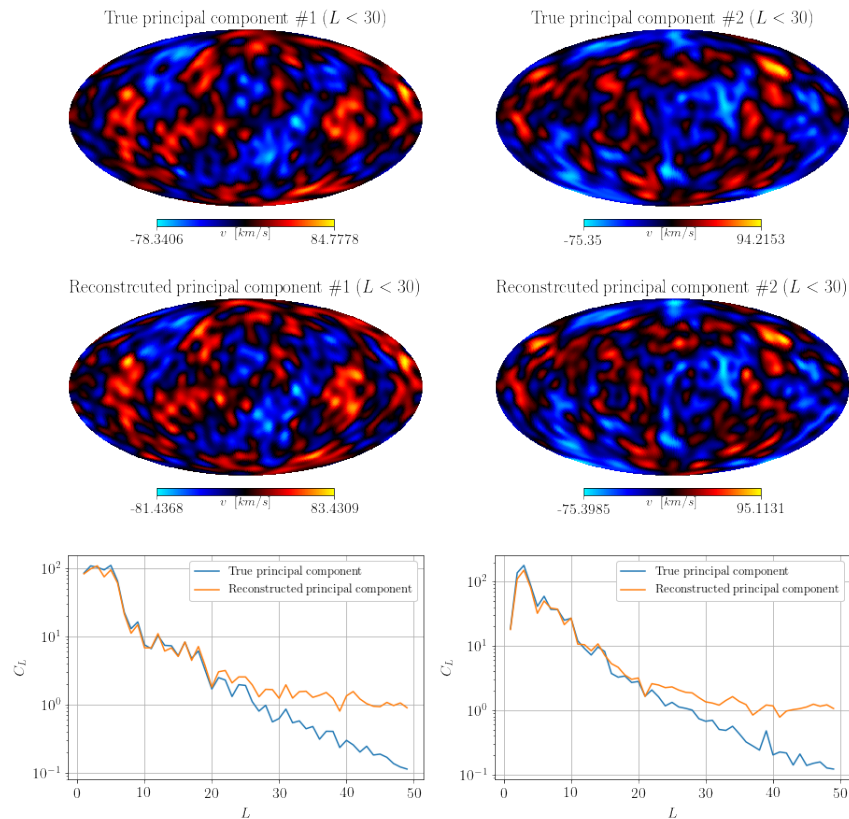 True principal component #1 (L < 30)
True principal component #2 (L < 30)
-78.3406 v [km/s] 84.7778
-75.35 v [km/s] 94.2153
Reconstrcuted principal component #1 (L < 30)
Reconstrcuted principal component #2 (L < 30)
-81.4368 v [km/s] 83.4309
-75.3985 v [km/s] 95.1131
True principal component
Reconstructed principal component
10^2
10^1
10^0
10^-1
C_L
0 10 20 30 40 50
L
True principal component
Reconstructed principal component
10^2
10^1
10^0
10^-1
C_L
0 10 20 30 40 50
L